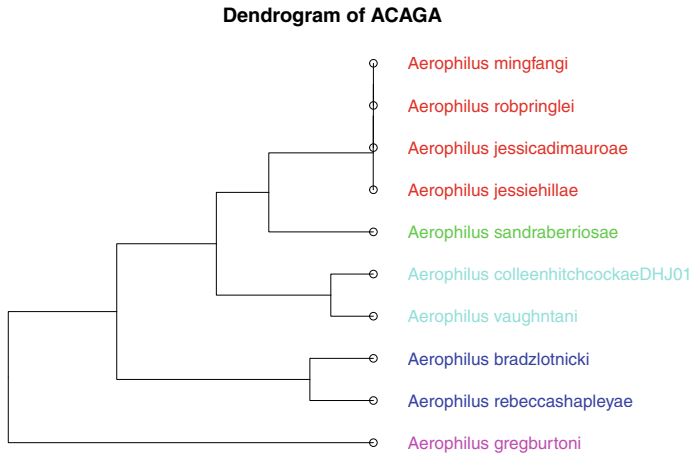 Dendrogram of ACAGA
Aerophilus mingfangi
Aerophilus robpringlei
Aerophilus jessicadimauroae
Aerophilus jessiehillae
Aerophilus sandraberriosae
Aerophilus colleenhitchcockaeDHJ01
Aerophilus vaughntani
Aerophilus bradzlotnicki
Aerophilus rebeccashapleyae
Aerophilus gregburtoni